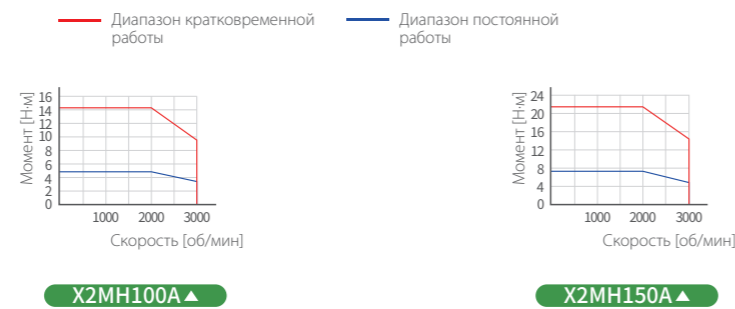 Диапазон кратковременной
работы
Диапазон постоянной
работы
Момент [Н·м]
16
14
12
10
8
6
4
2
0
1000 2000 3000
Скорость [об/мин]
X2MH100A▲
Момент [Н·м]
24
20
16
12
8
4
0
1000 2000 3000
Скорость [об/мин]
X2MH150A▲